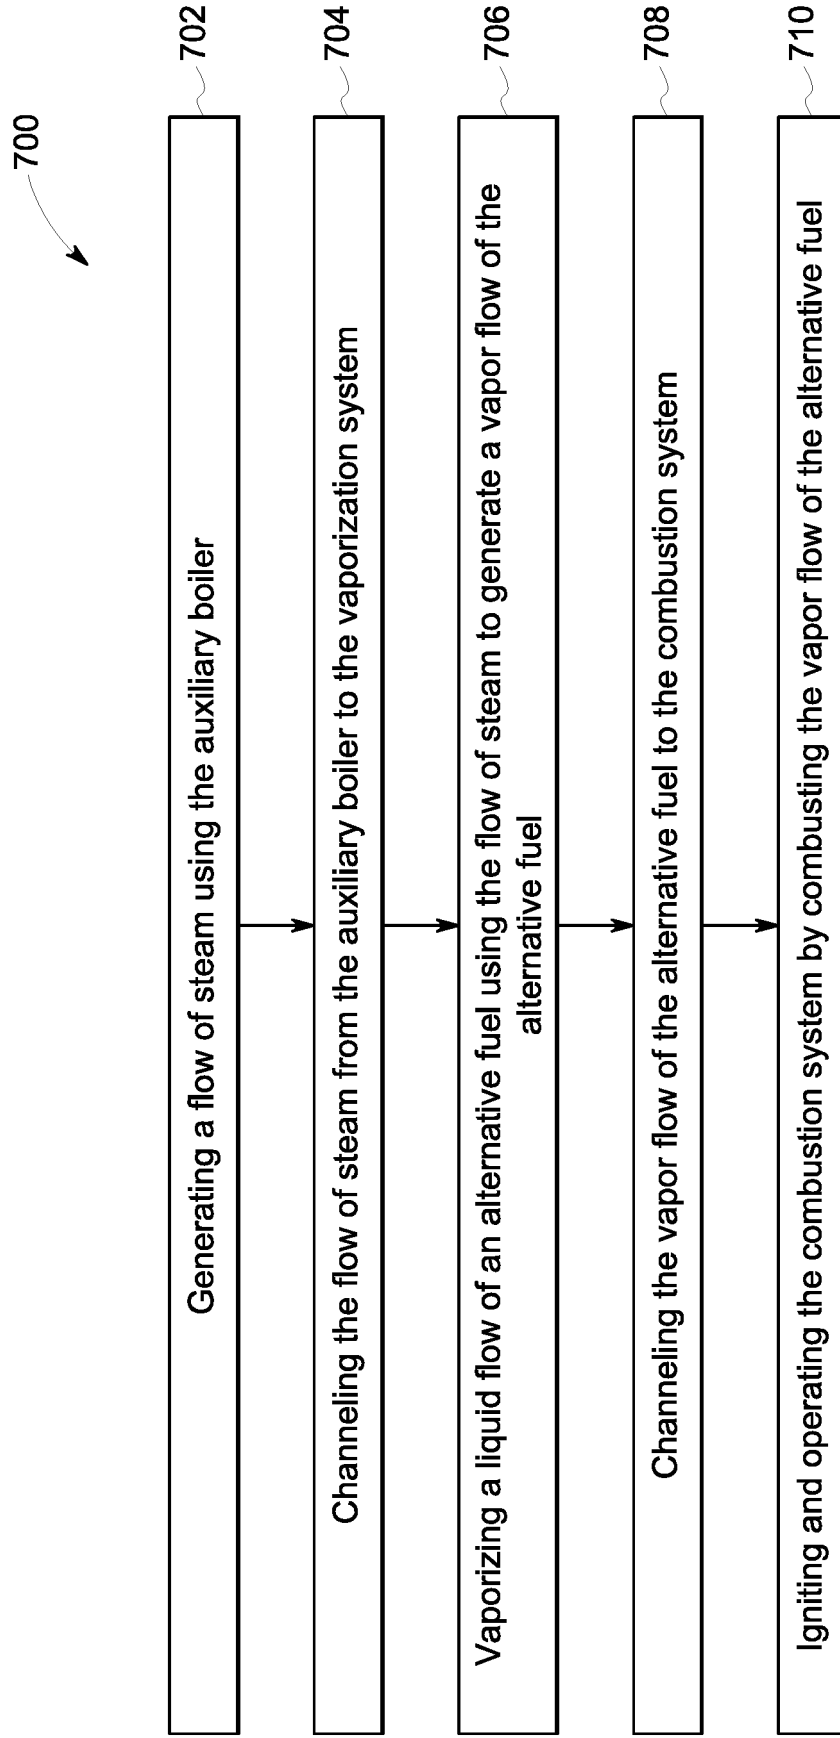 700
Generating a flow of steam using the auxiliary boiler
702
Channeling the flow of steam from the auxiliary boiler to the vaporization system
704
Vaporizing a liquid flow of an alternative fuel using the flow of steam to generate a vapor flow of the
alternative fuel
706
Channeling the vapor flow of the alternative fuel to the combustion system
708
Igniting and operating the combustion system by combusting the vapor flow of the alternative fuel
710